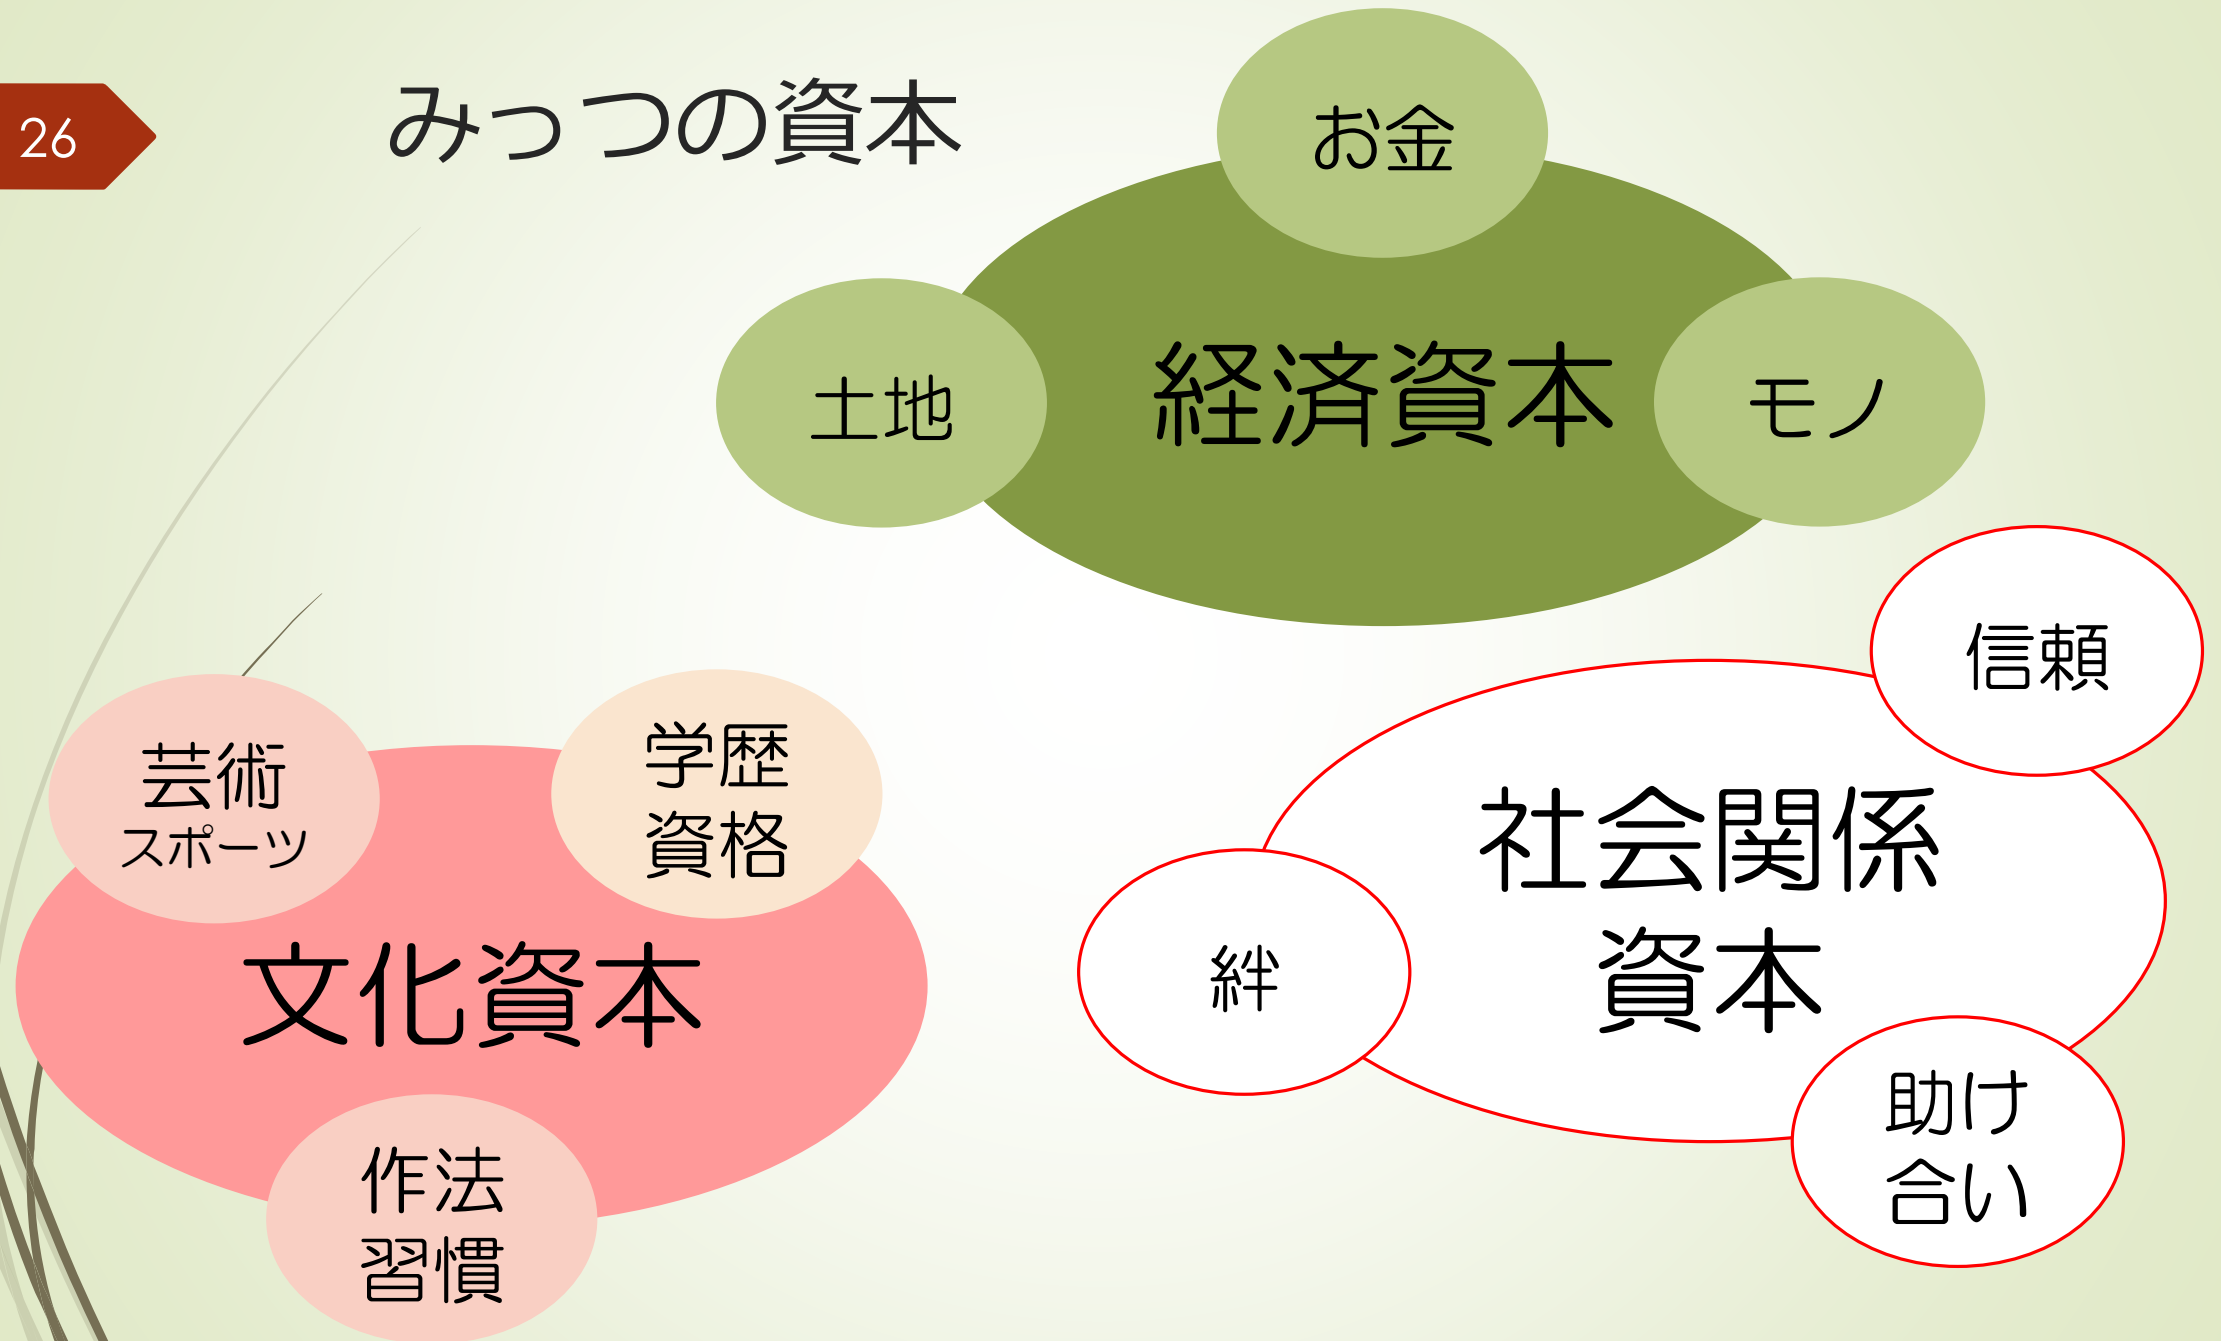 26
みっつの資本
お金
土地
経済資本
モノ
信頼
社会関係
資本
絆
助け
合い
芸術
スポーツ
学歴
資格
文化資本
作法
習慣